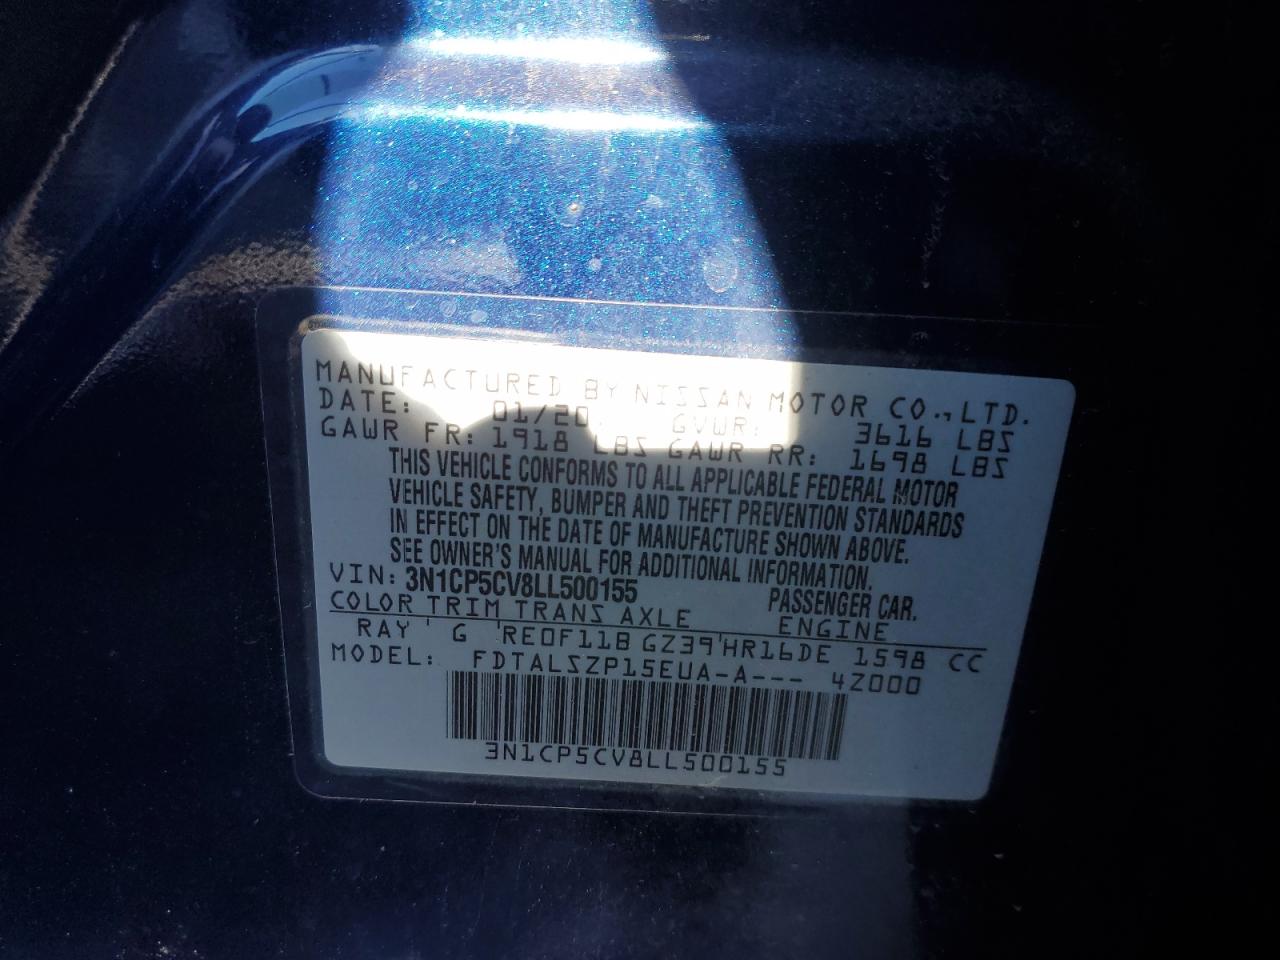 MANUFACTURED BY NISSAN MOTOR CO., LTD.
DATE: 01/20 GVWR: 3616 LBS
GAWR FR: 1918 LBS GAWR RR: 1698 LBS
THIS VEHICLE CONFORMS TO ALL APPLICABLE FEDERAL MOTOR
VEHICLE SAFETY, BUMPER AND THEFT PREVENTION STANDARDS
IN EFFECT ON THE DATE OF MANUFACTURE SHOWN ABOVE.
SEE OWNER'S MANUAL FOR ADDITIONAL INFORMATION.
VIN: 3N1CP5CV8LL500155 PASSENGER CAR.
COLOR TRIM TRANS AXLE ENGINE
RAY ' G 'RE0F11B GZ39'HR16DE 1598 CC
MODEL: FDTALSZP15EUA-A--- 4Z000
3N1CP5CV8LL500155